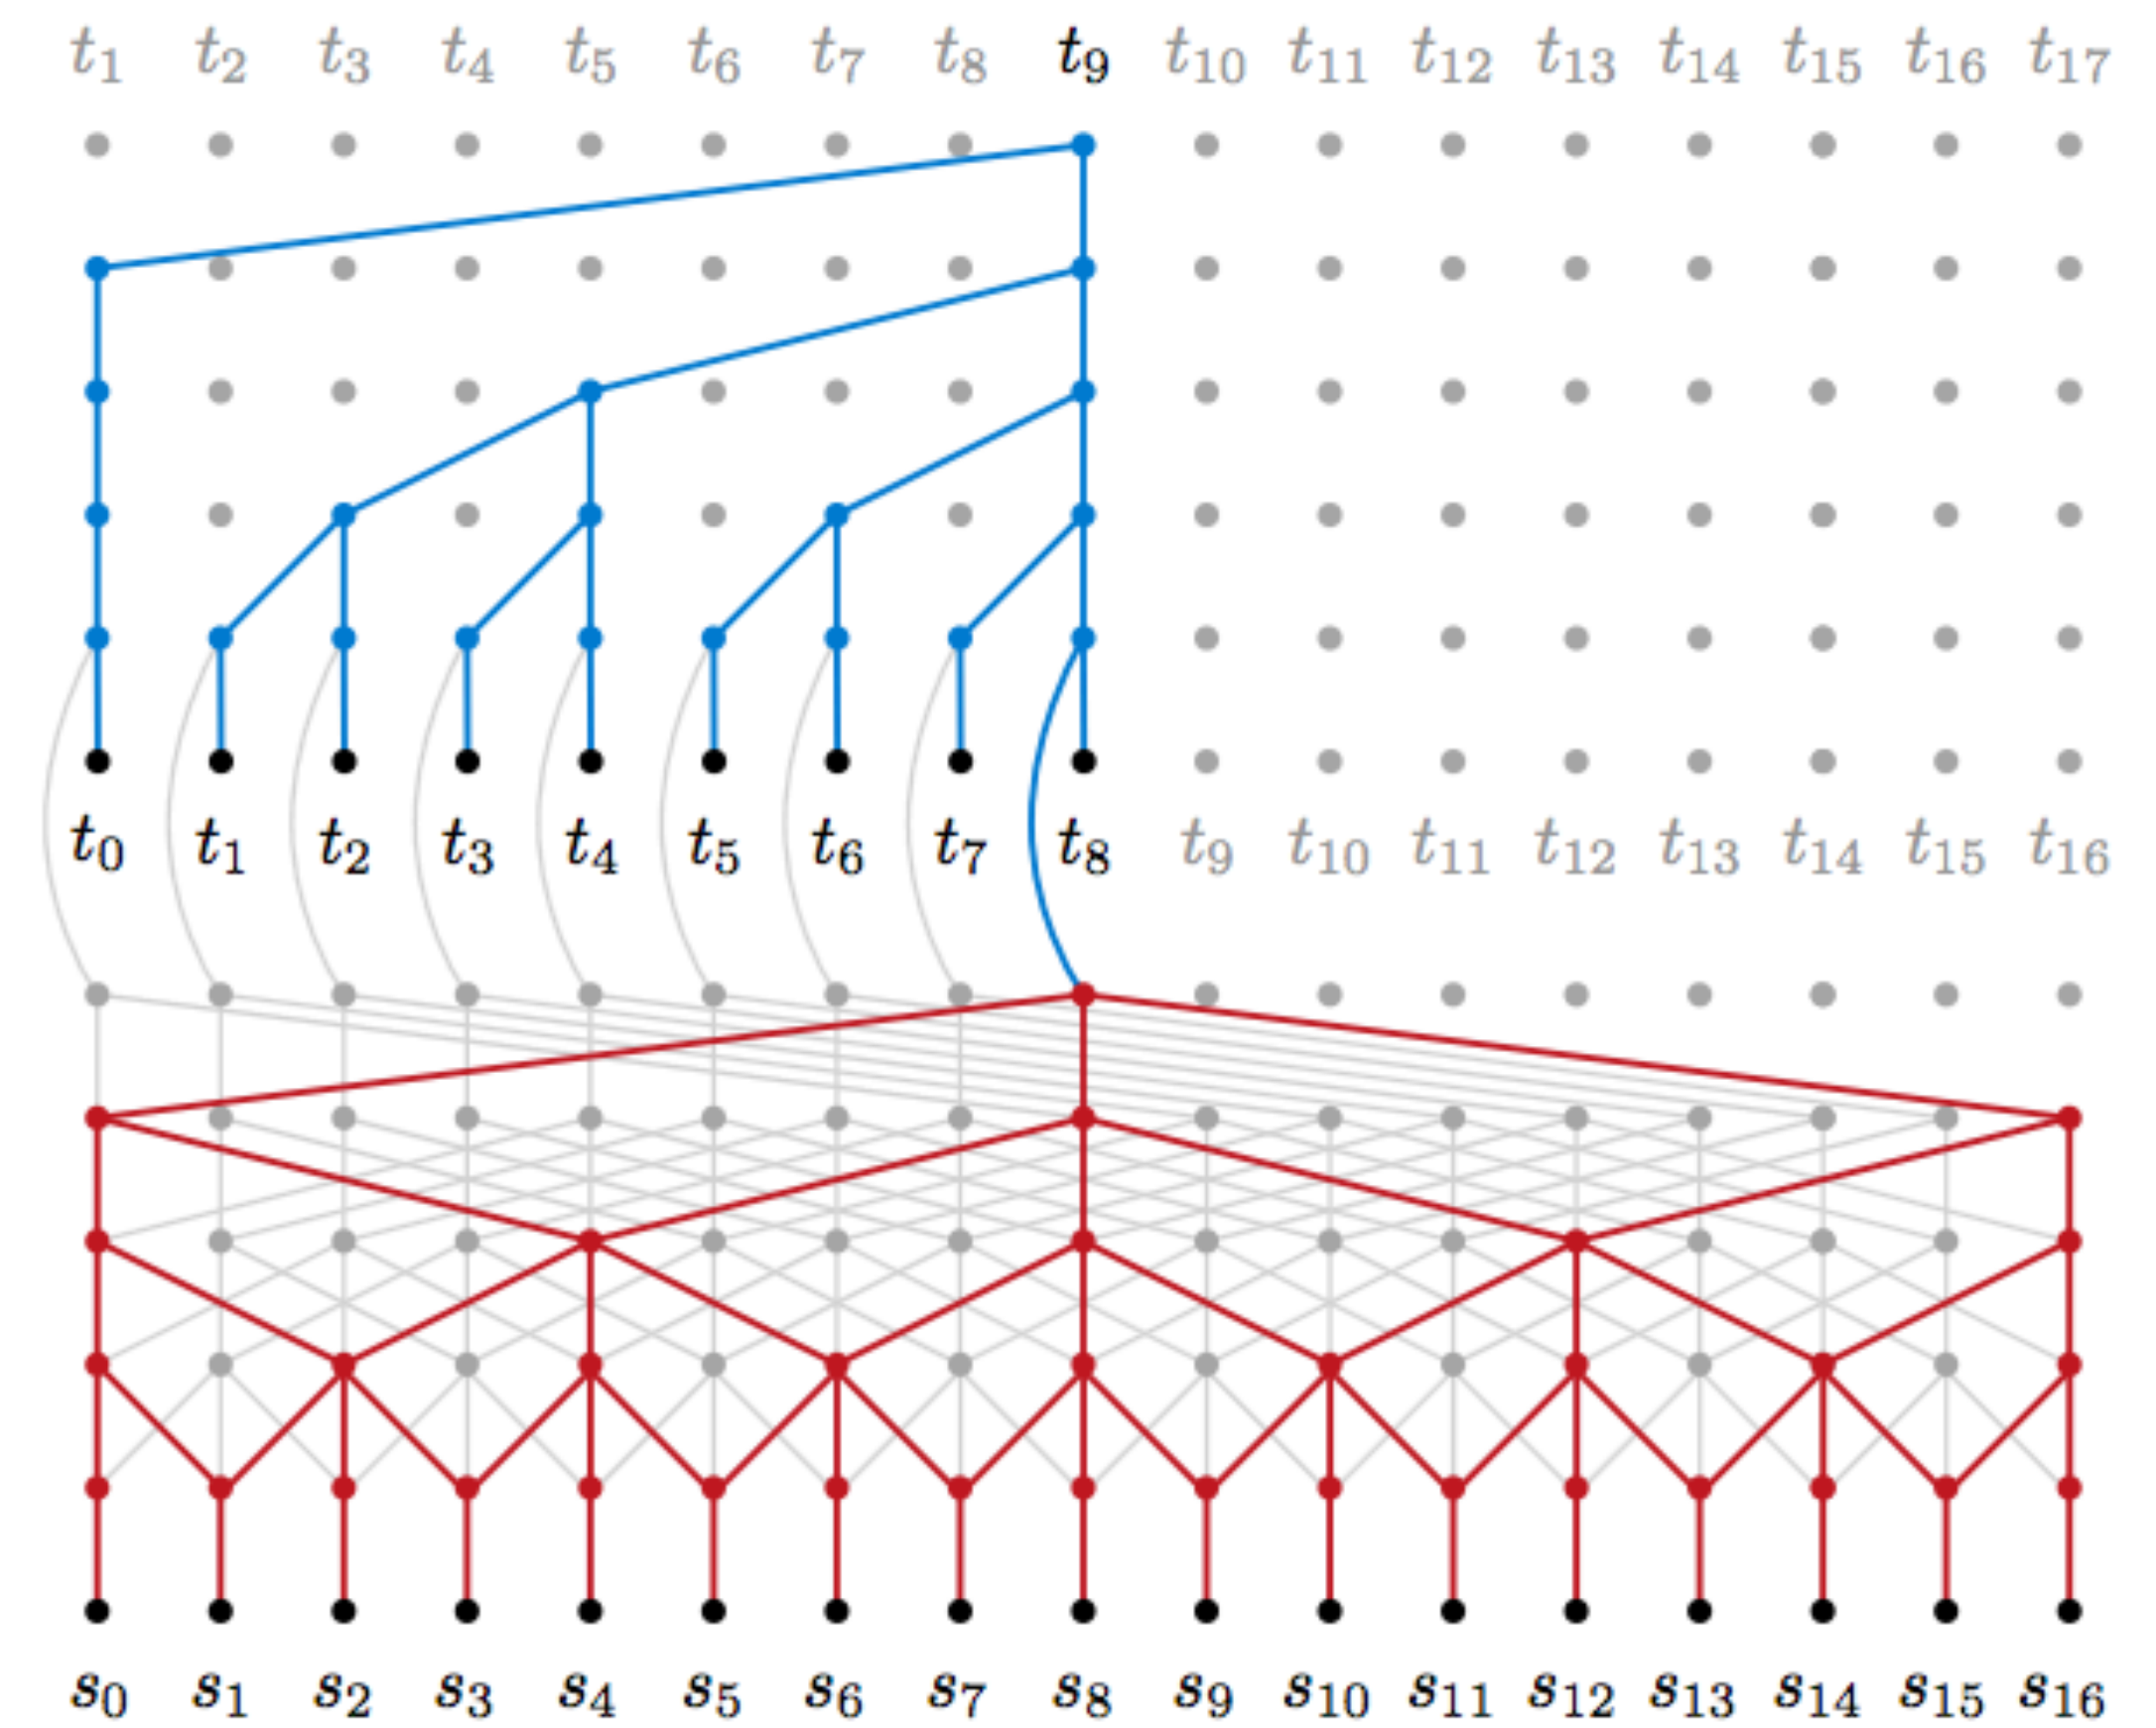 t₁ t₂ t₃ t₄ t₅ t₆ t₇ t₈ t₉ t₁₀ t₁₁ t₁₂ t₁₃ t₁₄ t₁₅ t₁₆ t₁₇
t₀ t₁ t₂ t₃ t₄ t₅ t₆ t₇ t₈ t₉ t₁₀ t₁₁ t₁₂ t₁₃ t₁₄ t₁₅ t₁₆
s₀ s₁ s₂ s₃ s₄ s₅ s₆ s₇ s₈ s₉ s₁₀ s₁₁ s₁₂ s₁₃ s₁₄ s₁₅ s₁₆